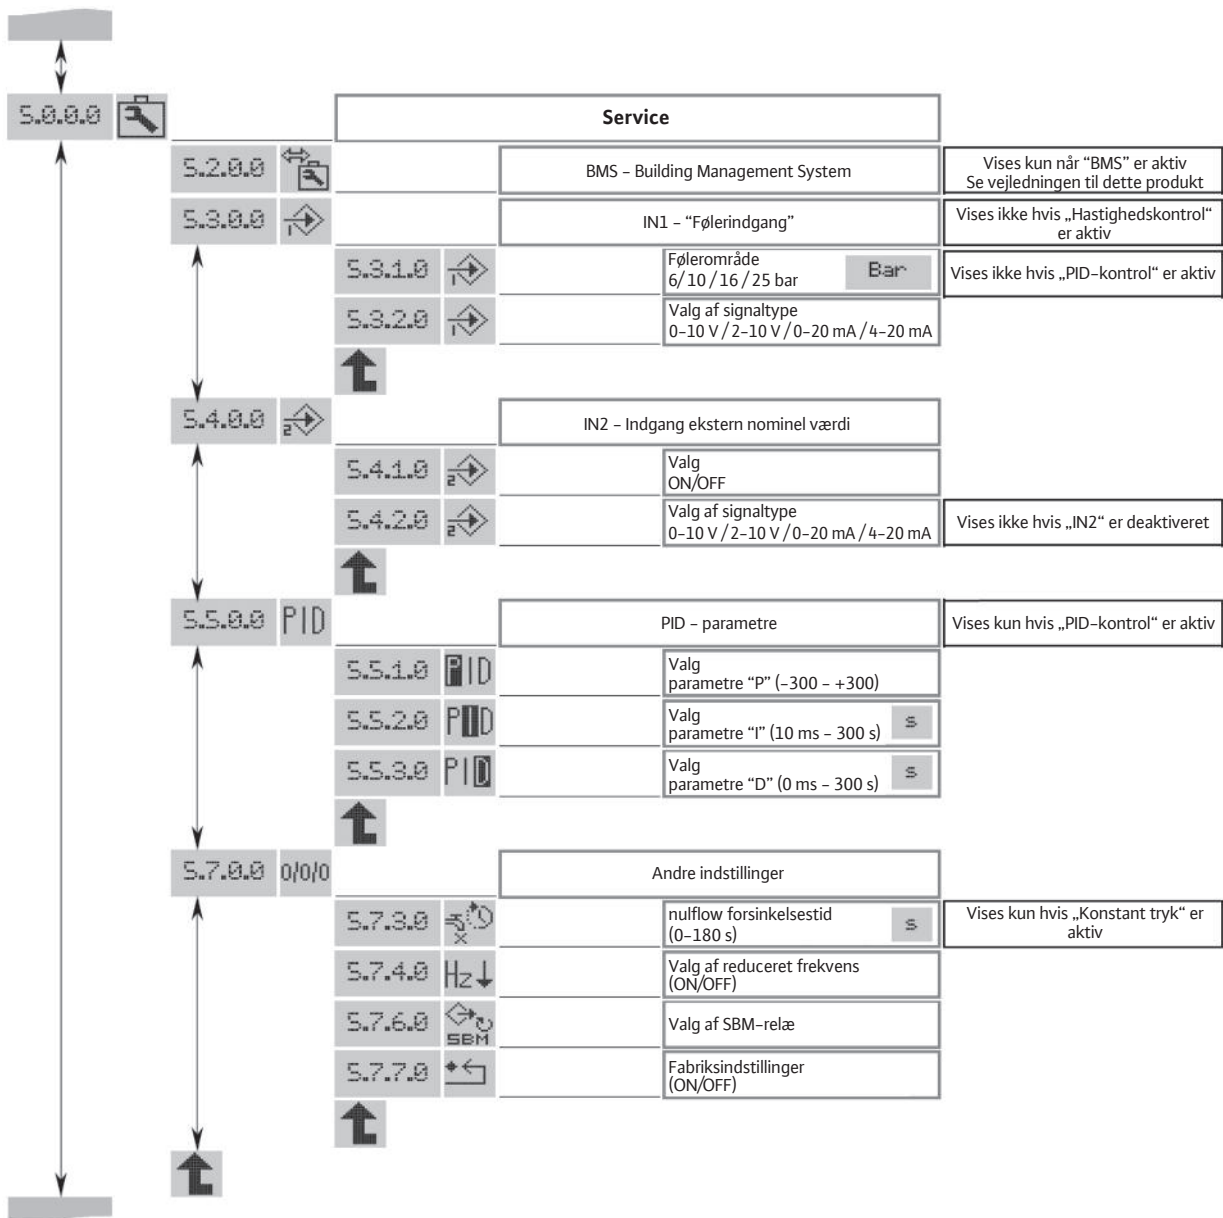 5.0.0.0
Service
5.2.0.0
BMS – Building Management System
Vises kun når “BMS” er aktiv
Se vejledningen til dette produkt
5.3.0.0
1
IN1 – “Følerindgang”
Vises ikke hvis „Hastighedskontrol“
er aktiv
5.3.1.0
1
Følerområde
6/10/16/25 bar
Bar
Vises ikke hvis „PID-kontrol“ er aktiv
5.3.2.0
1
Valg af signaltype
0-10 V/2-10 V/0-20 mA/4-20 mA
5.4.0.0
2
IN2 – Indgang ekstern nominel værdi
5.4.1.0
2
Valg
ON/OFF
5.4.2.0
2
Valg af signaltype
0-10 V/2-10 V/0-20 mA/4-20 mA
Vises ikke hvis „IN2“ er deaktiveret
5.5.0.0 PID
PID – parametre
Vises kun hvis „PID-kontrol“ er aktiv
5.5.1.0 PID
Valg
parametre “P” (-300 – +300)
5.5.2.0 PID
Valg
parametre “I” (10 ms – 300 s)
s
5.5.3.0 PID
Valg
parametre “D” (0 ms – 300 s)
s
5.7.0.0 0/0/0
Andre indstillinger
5.7.3.0
nulflow forsinkelsestid
(0-180 s)
s
Vises kun hvis „Konstant tryk“ er
aktiv
5.7.4.0 Hz
Valg af reduceret frekvens
(ON/OFF)
5.7.6.0
SBM
Valg af SBM-relæ
5.7.7.0
Fabriksindstillinger
(ON/OFF)